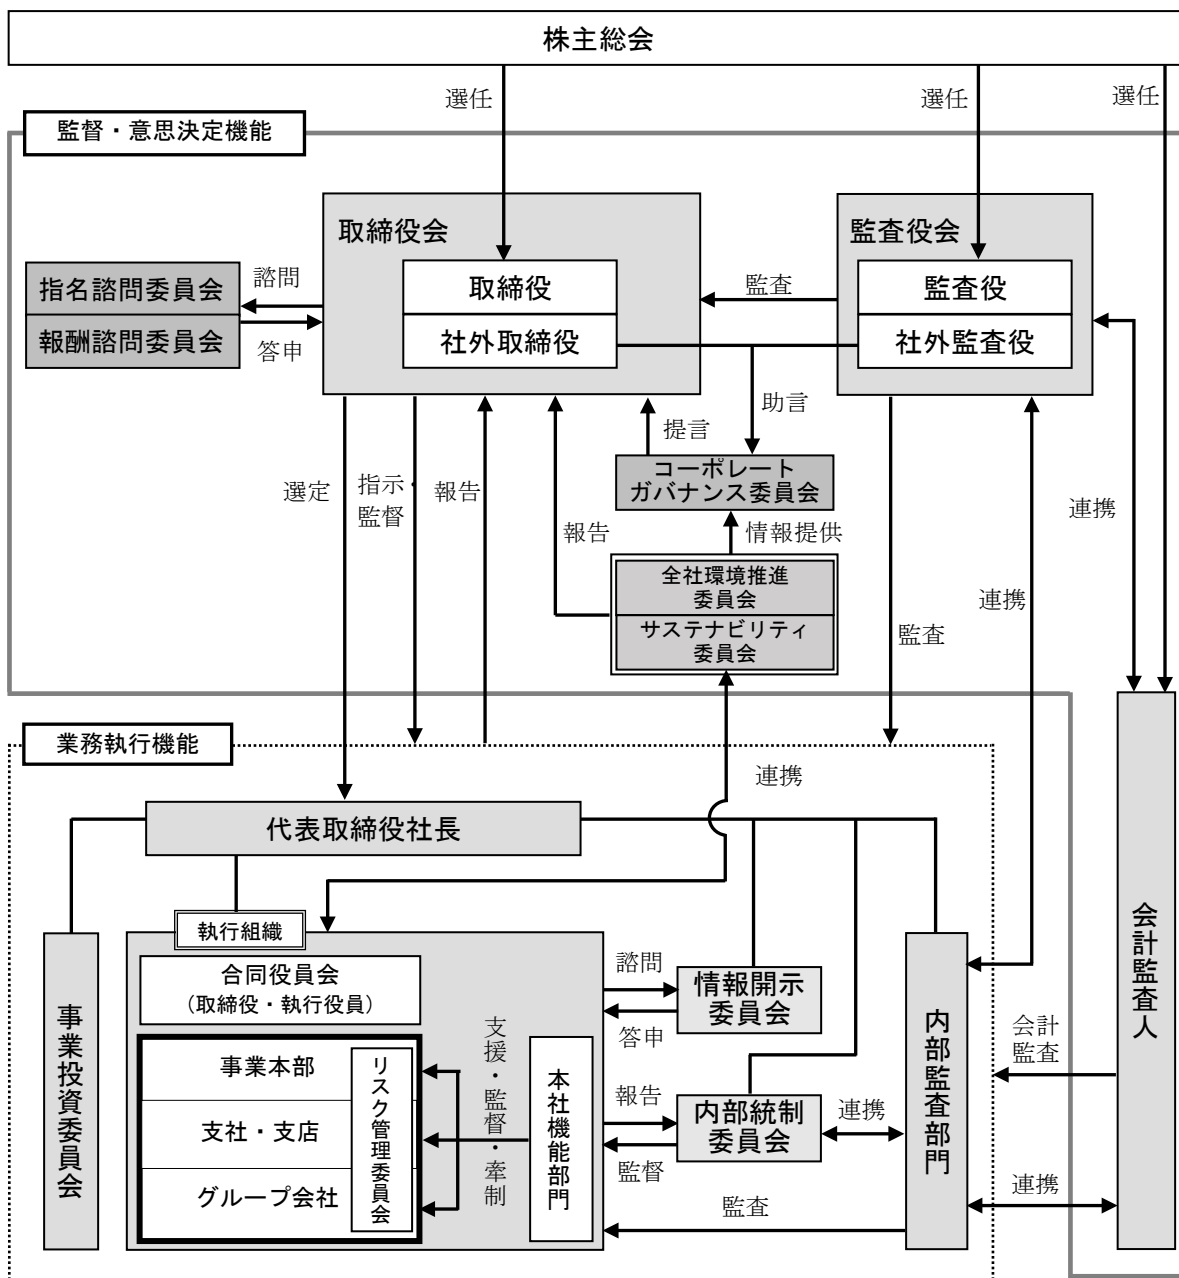 株主総会
選任
選任
選任
監督・意思決定機能
取締役会
監査役会
指名諮問委員会
報酬諮問委員会
諮問
答申
取締役
社外取締役
監査
監査役
社外監査役
助言
提言
コーポレート
ガバナンス委員会
選定
指示・
監督
報告
報告
情報提供
全社環境推進
委員会
サステナビリティ
委員会
監査
連携
連携
業務執行機能
連携
代表取締役社長
執行組織
合同役員会
(取締役・執行役員)
事業投資委員会
事業本部
支社・支店
グループ会社
リスク管理委員会
支援・監督・牽制
本社機能部門
諮問
答申
情報開示
委員会
報告
監督
内部統制
委員会
連携
監査
内部監査部門
会計
監査
連携
会計監査人